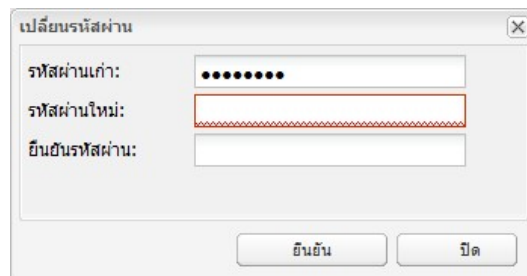 เปลี่ยนรหัสผ่าน
รหัสผ่านเก่า: ●●●●●●●●
รหัสผ่านใหม่:
ยืนยันรหัสผ่าน:
ยืนยัน ปิด